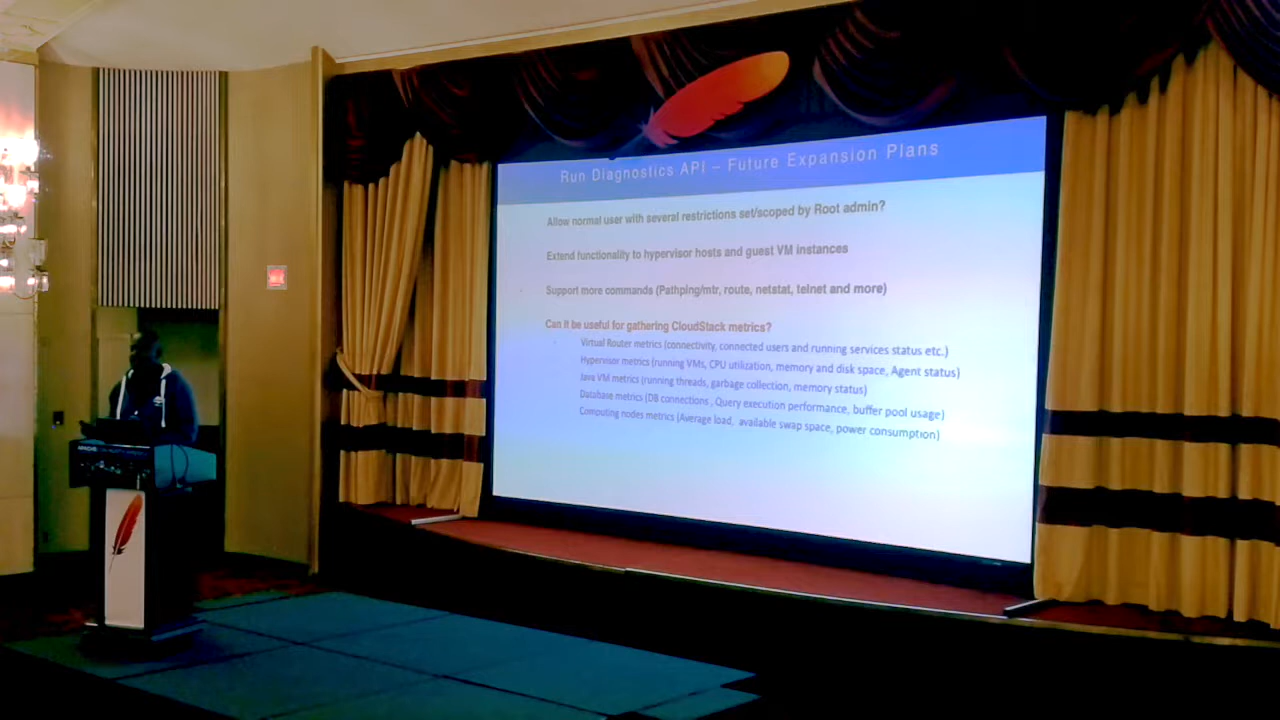 Run Diagnostics API – Future Expansion Plans
Allow normal user with several restrictions set/scoped by Root admin?
Extend functionality to hypervisor hosts and guest VM instances
Support more commands (Pathping/mtr, route, netstat, telnet and more)
Can it be useful for gathering CloudStack metrics?
Virtual Router metrics (connectivity, connected users and running services status etc.)
Hypervisor metrics (running VMs, CPU utilization, memory and disk space, Agent status)
Java VM metrics (running threads, garbage collection, memory status)
Database metrics (DB connections , Query execution performance, buffer pool usage)
Computing nodes metrics (Average load, available swap space, power consumption)